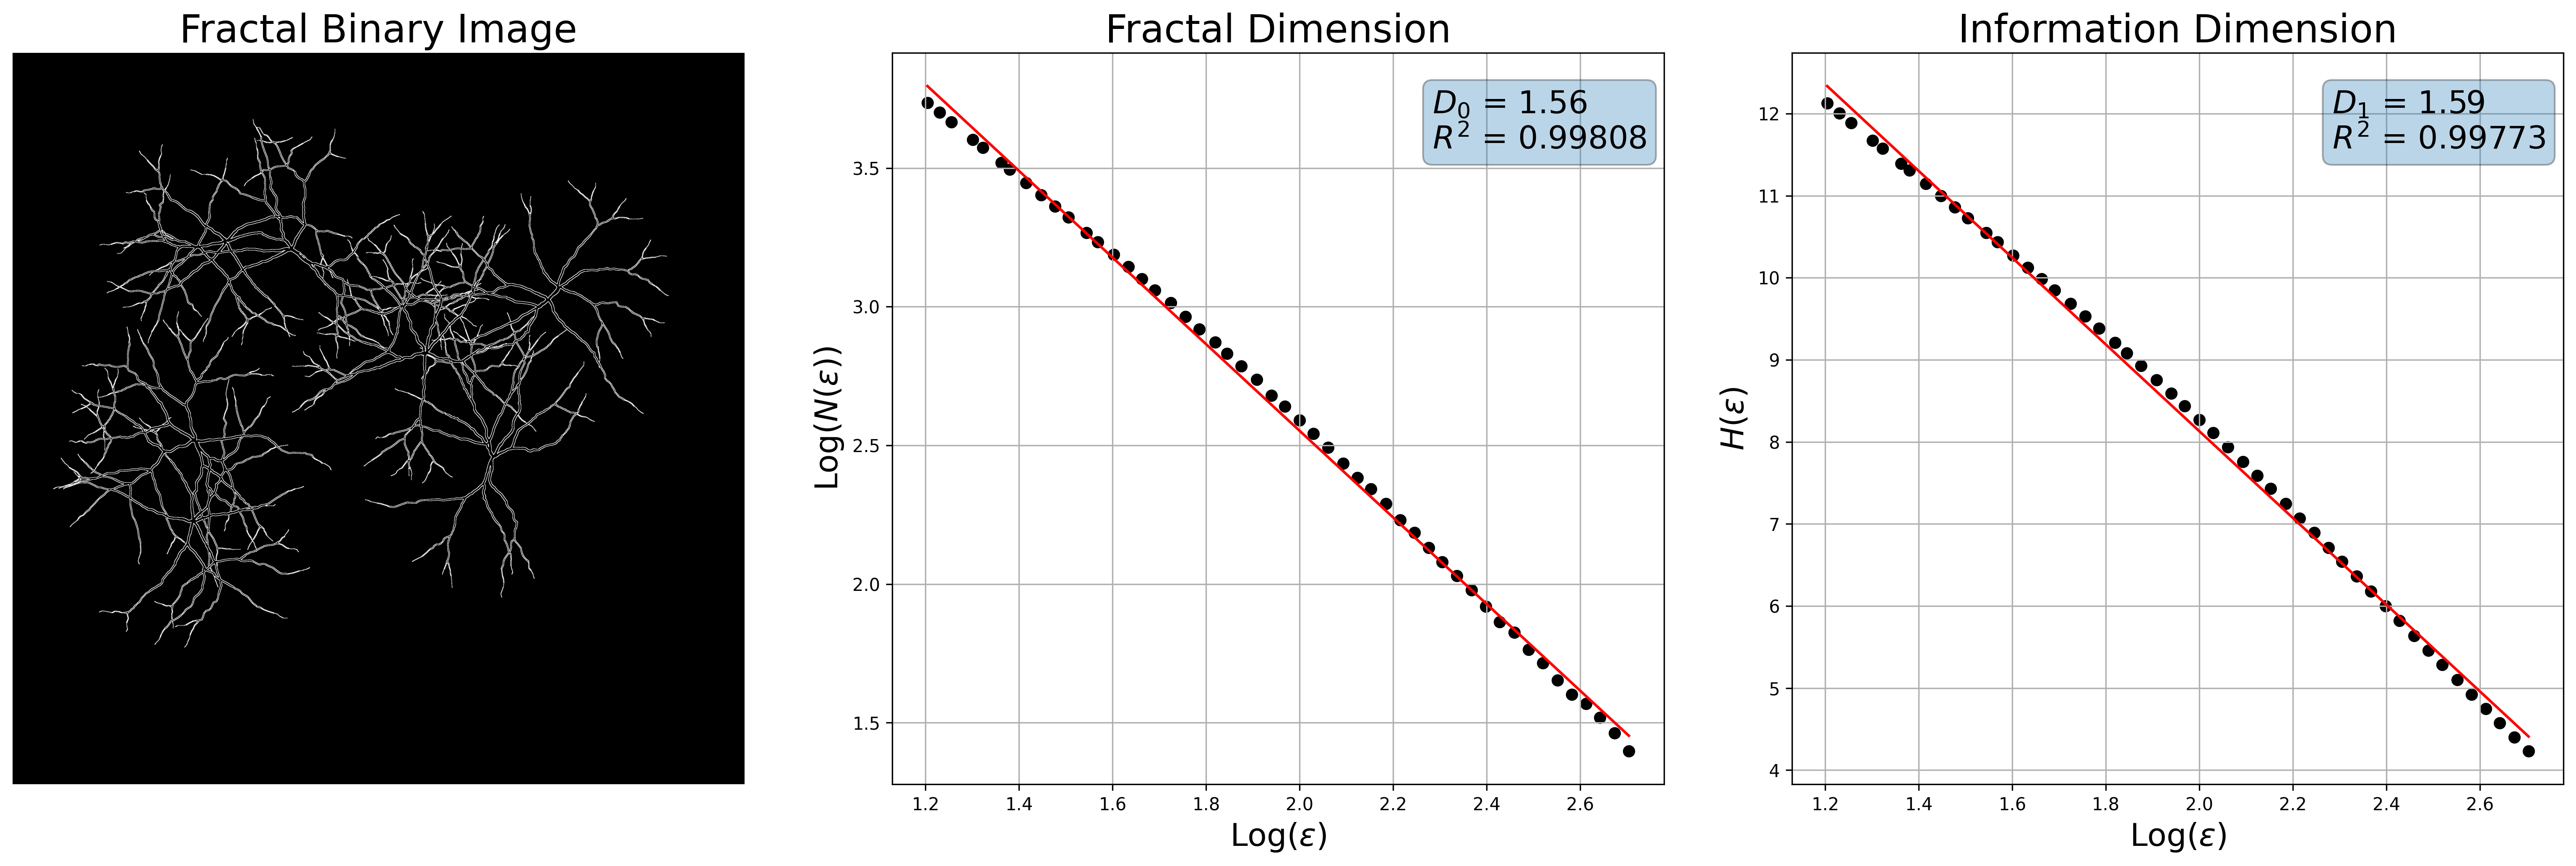 Fractal Binary Image
Fractal Dimension
D₀ = 1.56
R² = 0.99808
Log(N(ε))
3.5
3.0
2.5
2.0
1.5
1.2 1.4 1.6 1.8 2.0 2.2 2.4 2.6
Log(ε)
Information Dimension
D₁ = 1.59
R² = 0.99773
H(ε)
12
11
10
9
8
7
6
5
4
1.2 1.4 1.6 1.8 2.0 2.2 2.4 2.6
Log(ε)